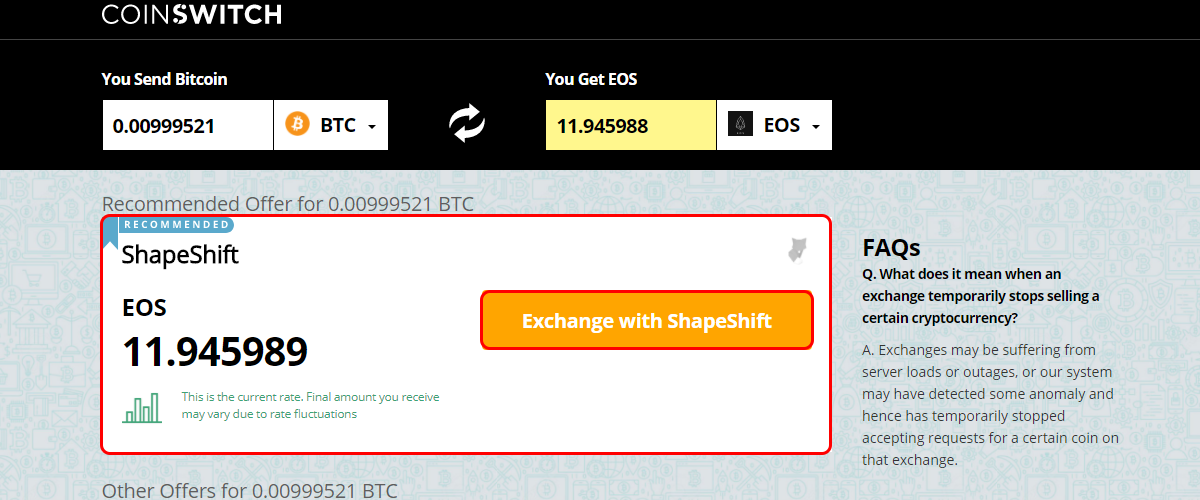 COINSWITCH
You Send Bitcoin
You Get EOS
0.00999521
BTC
11.945988
EOS
Recommended Offer for 0.00999521 BTC
RECOMMENDED
ShapeShift
EOS
11.945989
Exchange with ShapeShift
This is the current rate. Final amount you receive
may vary due to rate fluctuations
Other Offers for 0.00999521 BTC
FAQs
Q. What does it mean when an
exchange temporarily stops selling a
certain cryptocurrency?
A. Exchanges may be suffering from
server loads or outages, or our system
may have detected some anomaly and
hence has temporarily stopped
accepting requests for a certain coin on
that exchange.